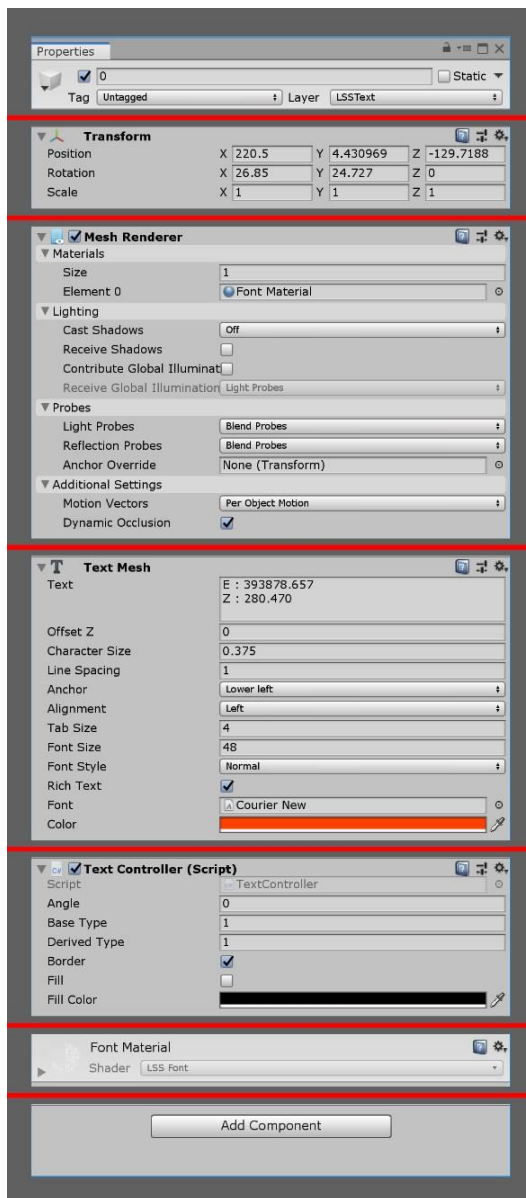 Properties
0 Static
Tag Untagged Layer LSSText
Transform
Position X 220.5 Y 4.430969 Z -129.7188
Rotation X 26.85 Y 24.727 Z 0
Scale X 1 Y 1 Z 1
Mesh Renderer
Materials
Size 1
Element 0 Font Material
Lighting
Cast Shadows Off
Receive Shadows
Contribute Global Illuminat
Receive Global Illumination Light Probes
Probes
Light Probes Blend Probes
Reflection Probes Blend Probes
Anchor Override None (Transform)
Additional Settings
Motion Vectors Per Object Motion
Dynamic Occlusion
T Text Mesh
Text E : 393878.657
Z : 280.470
Offset Z 0
Character Size 0.375
Line Spacing 1
Anchor Lower left
Alignment Left
Tab Size 4
Font Size 48
Font Style Normal
Rich Text
Font A Courier New
Color
C# Text Controller (Script)
Script TextController
Angle 0
Base Type 1
Derived Type 1
Border
Fill
Fill Color
Font Material
Shader LSS Font
Add Component